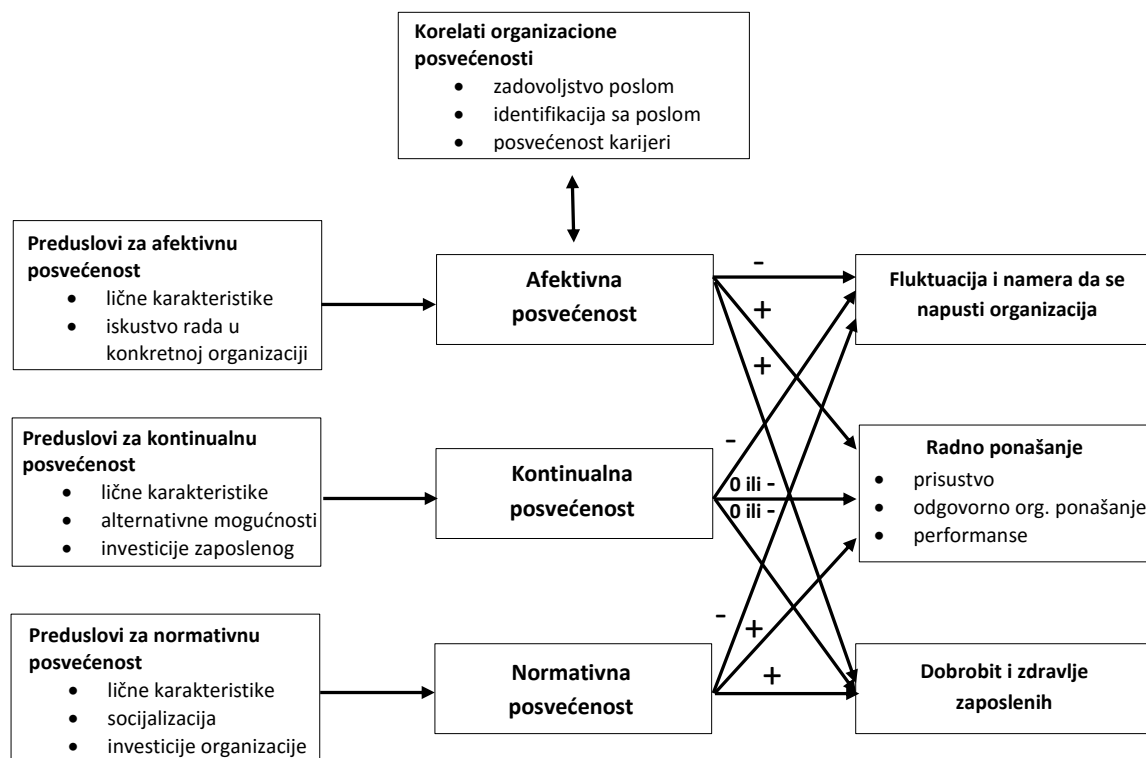 Korelati organizacione
posvećenosti
• zadovoljstvo poslom
• identifikacija sa poslom
• posvećenost karijeri
Preduslovi za afektivnu
posvećenost
• lične karakteristike
• iskustvo rada u
konkretnoj organizaciji
Afektivna
posvećenost
-
+
+
Fluktuacija i namera da se
napusti organizacija
Preduslovi za kontinualnu
posvećenost
• lične karakteristike
• alternativne mogućnosti
• investicije zaposlenog
Kontinualna
posvećenost
-
0 ili -
0 ili -
Radno ponašanje
• prisustvo
• odgovorno org. ponašanje
• performanse
Preduslovi za normativnu
posvećenost
• lične karakteristike
• socijalizacija
• investicije organizacije
Normativna
posvećenost
-
+
+
Dobrobit i zdravlje
zaposlenih